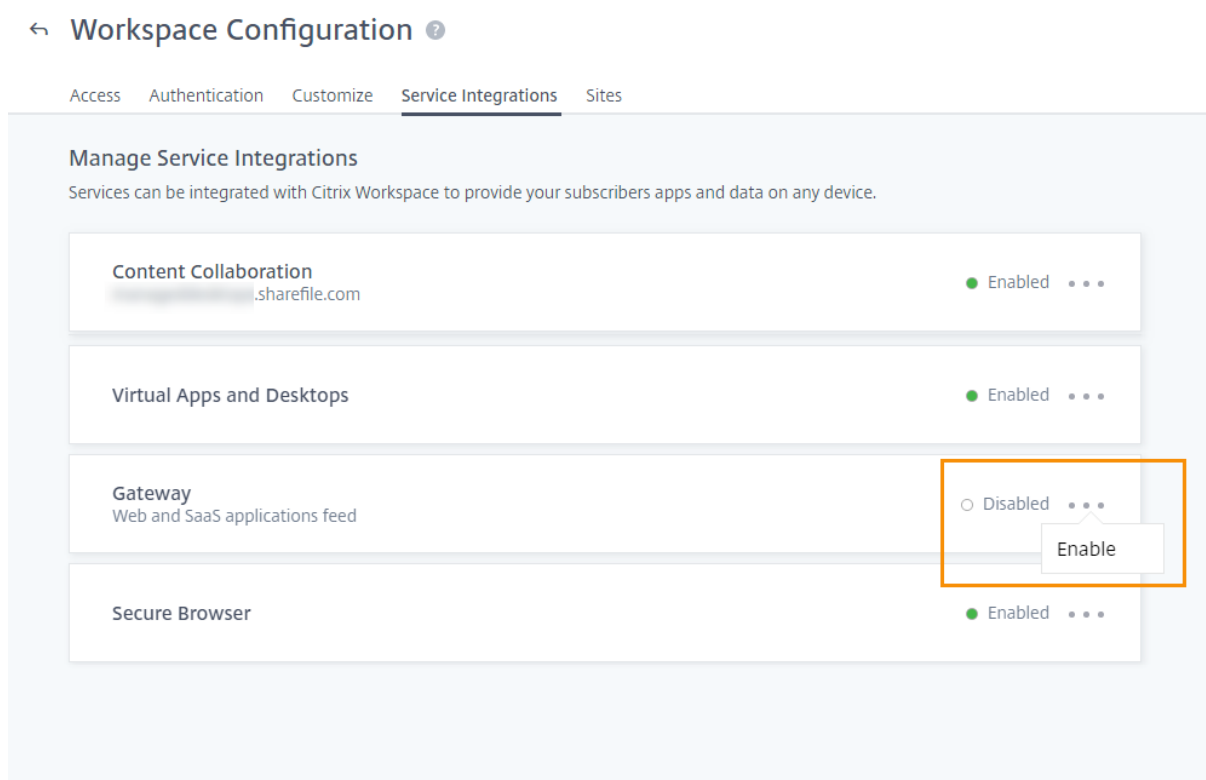 Workspace Configuration ?
Access Authentication Customize Service Integrations Sites
Manage Service Integrations
Services can be integrated with Citrix Workspace to provide your subscribers apps and data on any device.
Content Collaboration
.sharefile.com
Enabled
Virtual Apps and Desktops
Enabled
Gateway
Web and SaaS applications feed
Disabled
Enable
Secure Browser
Enabled